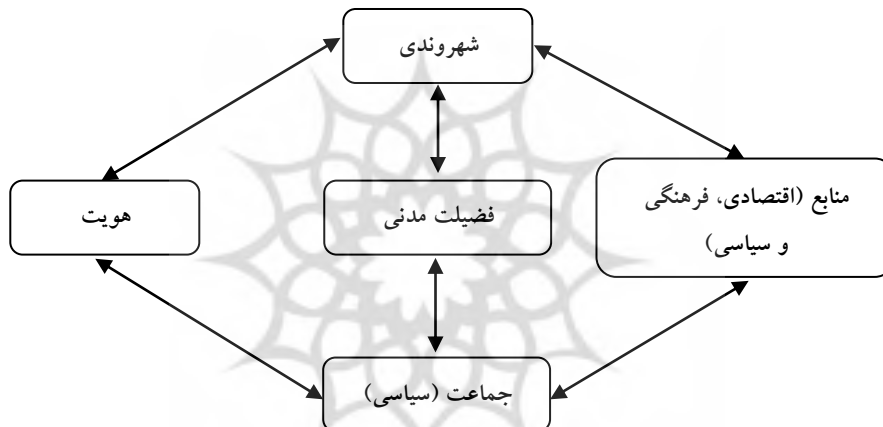 شهروندی
منابع (اقتصادی، فرهنگی
و سیاسی)
فضیلت مدنی
هویت
جماعت (سیاسی)